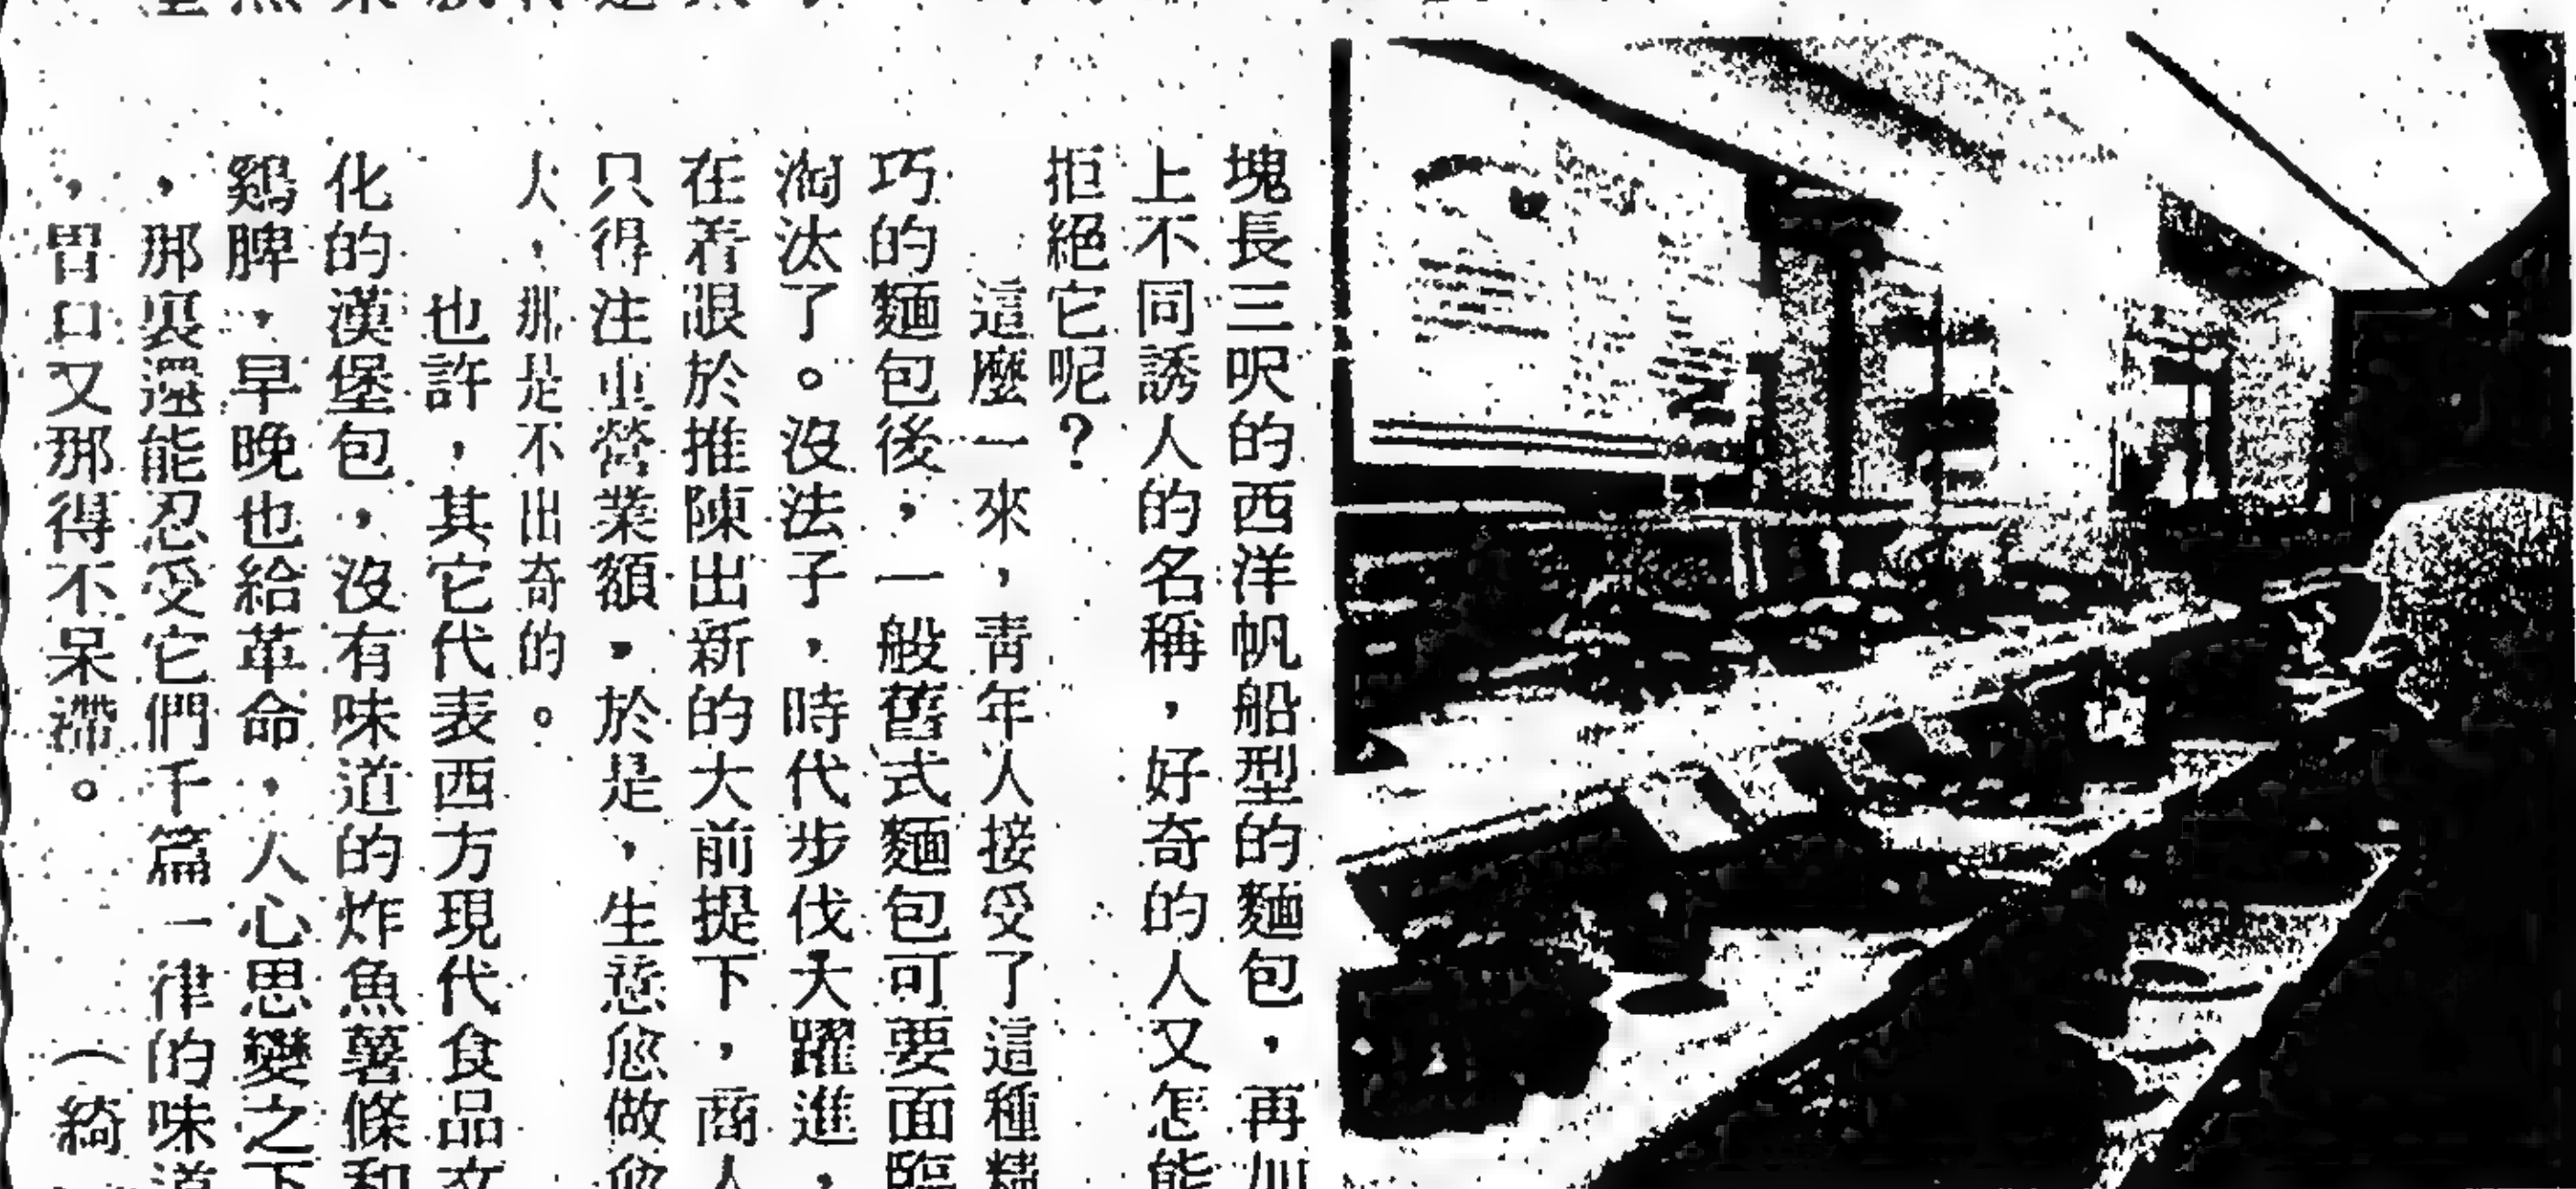 塊長三呎的西洋帆船型的麵包，再加
上不同誘人的名稱，好奇的人又怎能
拒絕它呢？
這麼一來，青年人接受了這種精
巧的麵包後，一般舊式麵包可要面臨
淘汰了。沒法子，時代步伐大躍進，
在着眼於推陳出新的大前提下，商人
只得注重營業額，於是，生意愈做愈
人，那是不出奇的。
也許，其它代表西方現代食品文
化的漢堡包，沒有味道的炸魚薯條和
鷄脾，早晚也給革命，人心思變之下
，那裏還能忍受它們千篇一律的味道
，胃口又那得不呆滯。（綺